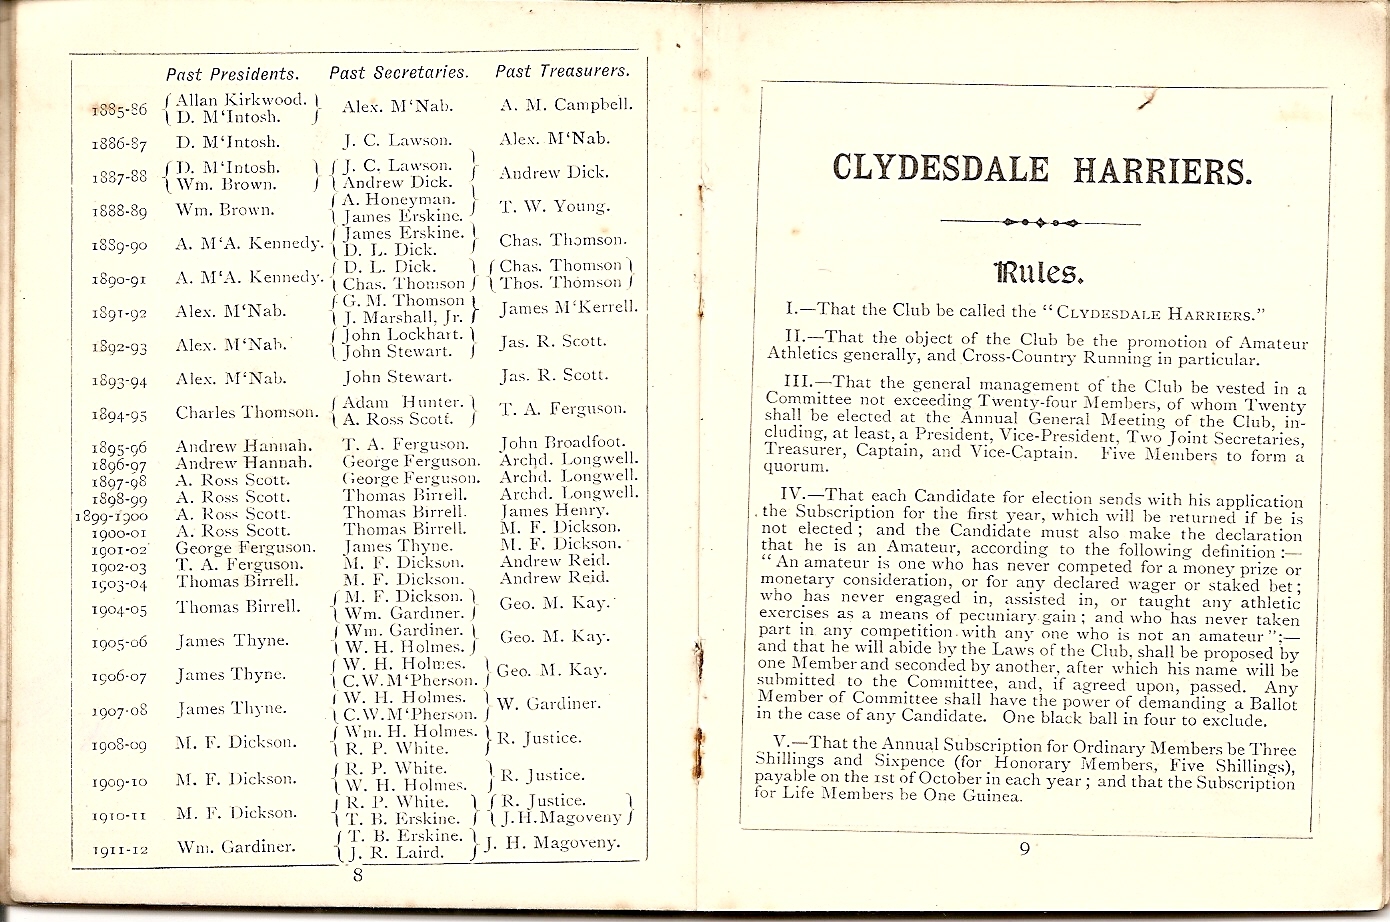 Past Presidents. Past Secretaries. Past Treasurers.
1885-86 { Allan Kirkwood. } Alex. M‘Nab. A. M. Campbell.
{ D. M‘Intosh. }
1886-87 D. M‘Intosh. J. C. Lawson. Alex. M‘Nab.
1887-88 { D. M‘Intosh. } { J. C. Lawson. } Andrew Dick.
{ Wm. Brown. } { Andrew Dick. }
1888-89 Wm. Brown. { A. Honeyman. } T. W. Young.
{ James Erskine. }
1889-90 A. M‘A. Kennedy. { James Erskine. } Chas. Thomson.
{ D. L. Dick. }
1890-91 A. M‘A. Kennedy. { D. L. Dick. } { Chas. Thomson }
{ Chas. Thomson } { Thos. Thomson }
1891-92 Alex. M‘Nab. { G. M. Thomson } James M‘Kerrell.
{ J. Marshall, Jr. }
1892-93 Alex. M‘Nab. { John Lockhart. } Jas. R. Scott.
{ John Stewart. }
1893-94 Alex. M‘Nab. John Stewart. Jas. R. Scott.
1894-95 Charles Thomson. { Adam Hunter. } T. A. Ferguson.
{ A. Ross Scott. }
1895-96 Andrew Hannah. T. A. Ferguson. John Broadfoot.
1896-97 Andrew Hannah. George Ferguson. Archd. Longwell.
1897-98 A. Ross Scott. George Ferguson. Archd. Longwell.
1898-99 A. Ross Scott. Thomas Birrell. Archd. Longwell.
1899-1900 A. Ross Scott. Thomas Birrell. James Henry.
1900-01 A. Ross Scott. Thomas Birrell. M. F. Dickson.
1901-02 George Ferguson. James Thyne. M. F. Dickson.
1902-03 T. A. Ferguson. M. F. Dickson. Andrew Reid.
1903-04 Thomas Birrell. M. F. Dickson. Andrew Reid.
1904-05 Thomas Birrell. { M. F. Dickson. } Geo. M. Kay.
{ Wm. Gardiner. }
1905-06 James Thyne. { Wm. Gardiner. } Geo. M. Kay.
{ W. H. Holmes. }
1906-07 James Thyne. { W. H. Holmes. } Geo. M. Kay.
{ C.W.M‘Pherson. }
1907-08 James Thyne. { W. H. Holmes. } W. Gardiner.
{ C.W.M‘Pherson. }
1908-09 M. F. Dickson. { Wm. H. Holmes. } R. Justice.
{ R. P. White. }
1909-10 M. F. Dickson. { R. P. White. } R. Justice.
{ W. H. Holmes. }
1910-11 M. F. Dickson. { R. P. White. } { R. Justice. }
{ T. B. Erskine. } { J.H.Magoveny }
1911-12 Wm. Gardiner. { T. B. Erskine. } J. H. Magoveny.
{ J. R. Laird. }
8
CLYDESDALE HARRIERS.
Rules.
I.—That the Club be called the “CLYDESDALE HARRIERS.”
II.—That the object of the Club be the promotion of Amateur
Athletics generally, and Cross-Country Running in particular.
III.—That the general management of the Club be vested in a
Committee not exceeding Twenty-four Members, of whom Twenty
shall be elected at the Annual General Meeting of the Club, in-
cluding, at least, a President, Vice-President, Two Joint Secretaries,
Treasurer, Captain, and Vice-Captain. Five Members to form a
quorum.
IV.—That each Candidate for election sends with his application
the Subscription for the first year, which will be returned if he is
not elected; and the Candidate must also make the declaration
that he is an Amateur, according to the following definition:—
“An amateur is one who has never competed for a money prize or
monetary consideration, or for any declared wager or staked bet;
who has never engaged in, assisted in, or taught any athletic
exercises as a means of pecuniary gain; and who has never taken
part in any competition with any one who is not an amateur”;—
and that he will abide by the Laws of the Club, shall be proposed by
one Member and seconded by another, after which his name will be
submitted to the Committee, and, if agreed upon, passed. Any
Member of Committee shall have the power of demanding a Ballot
in the case of any Candidate. One black ball in four to exclude.
V.—That the Annual Subscription for Ordinary Members be Three
Shillings and Sixpence (for Honorary Members, Five Shillings),
payable on the 1st of October in each year; and that the Subscription
for Life Members be One Guinea.
9